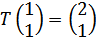 T(1 1) = (2 1)